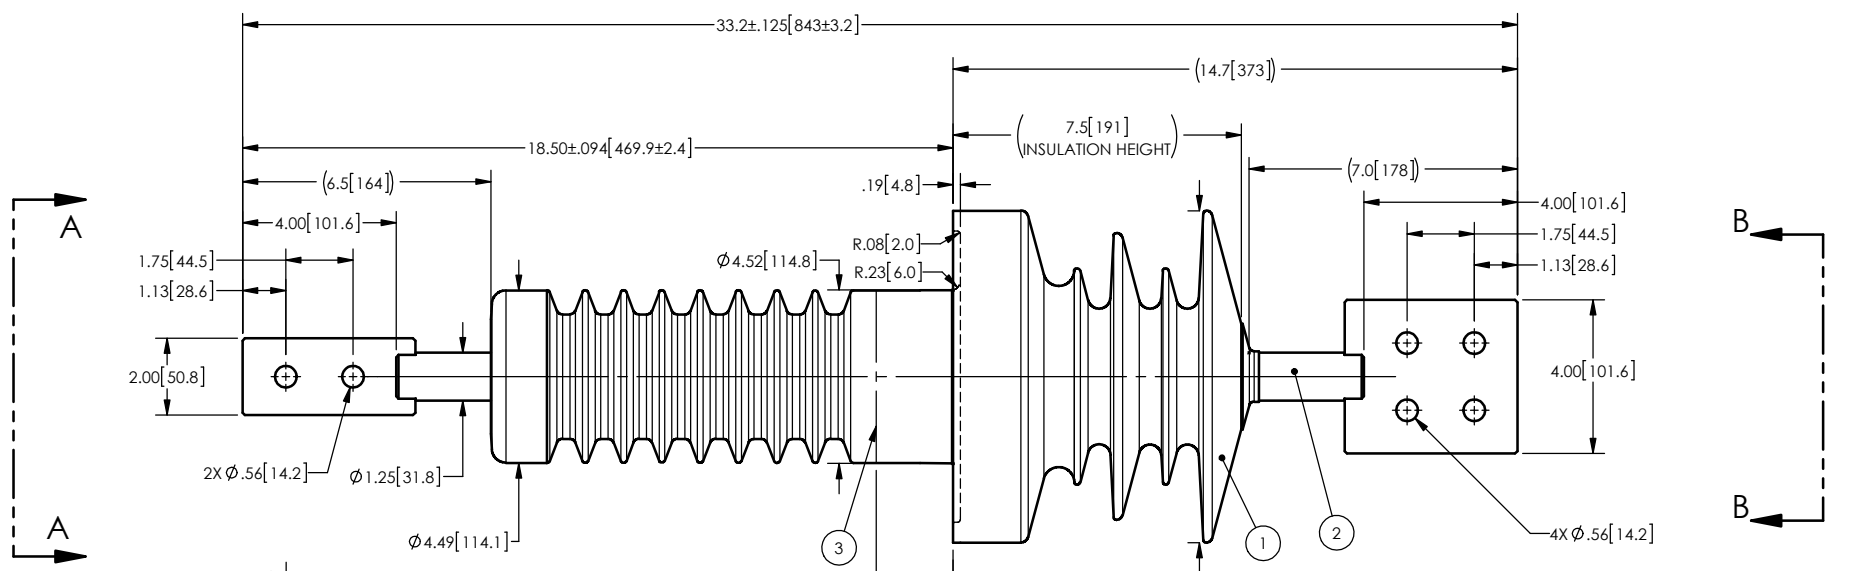 33.2±.125[843±3.2]
(14.7[373])
(7.5[191]
INSULATION HEIGHT)
18.50±.094[469.9±2.4]
(6.5[164])
.19[4.8]
(7.0[178])
4.00[101.6]
4.00[101.6]
A
B
1.75[44.5]
1.75[44.5]
R.08[2.0]
Ø4.52[114.8]
R.23[6.0]
1.13[28.6]
1.13[28.6]
2.00[50.8]
4.00[101.6]
2X Ø.56[14.2]
Ø1.25[31.8]
A
B
Ø4.49[114.1]
3
1
2
4X Ø.56[14.2]